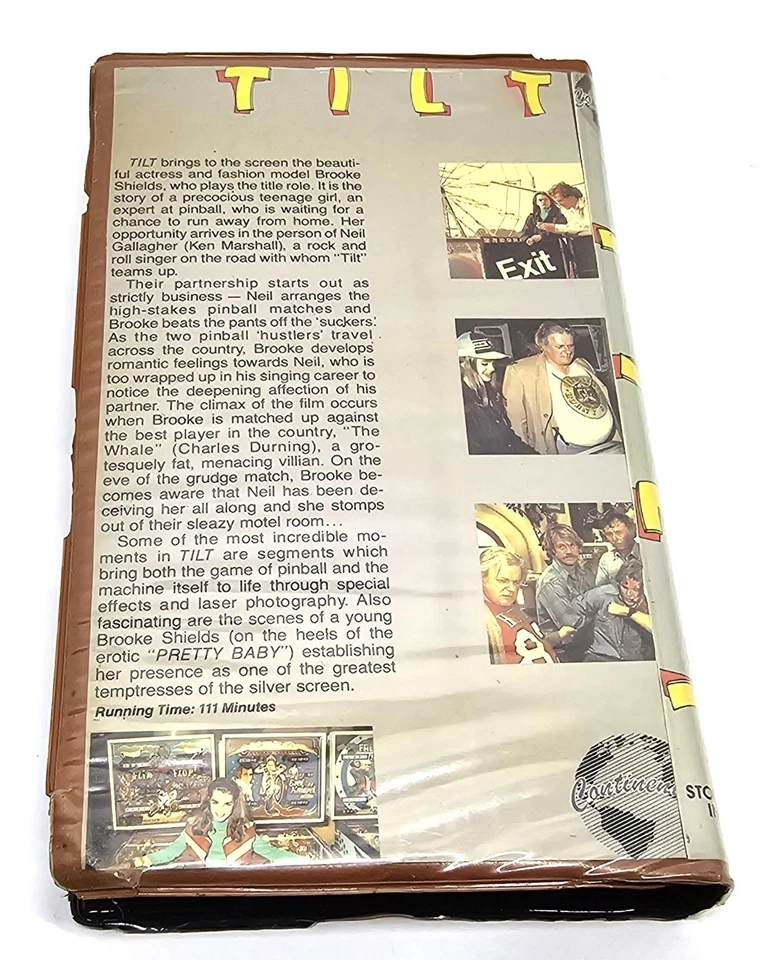 TILT
TILT brings to the screen the beauti-
ful actress and fashion model Brooke
Shields, who plays the title role. It is the
story of a precocious teenage girl, an
expert at pinball, who is waiting for a
chance to run away from home. Her
opportunity arrives in the person of Neil
Gallagher (Ken Marshall), a rock and
roll singer on the road with whom "Tilt"
teams up.
Their partnership starts out as
strictly business — Neil arranges the
high-stakes pinball matches and
Brooke beats the pants off the 'suckers'.
As the two pinball 'hustlers' travel
across the country, Brooke develops
romantic feelings towards Neil, who is
too wrapped up in his singing career to
notice the deepening affection of his
partner. The climax of the film occurs
when Brooke is matched up against
the best player in the country, "The
Whale" (Charles Durning), a gro-
tesquely fat, menacing villian. On the
eve of the grudge match, Brooke be-
comes aware that Neil has been de-
ceiving her all along and she stomps
out of their sleazy motel room...
Some of the most incredible mo-
ments in TILT are segments which
bring both the game of pinball and the
machine itself to life through special
effects and laser photography. Also
fascinating are the scenes of a young
Brooke Shields (on the heels of the
erotic "PRETTY BABY") establishing
her presence as one of the greatest
temptresses of the silver screen.
Running Time: 111 Minutes
Exit
Continen
STO